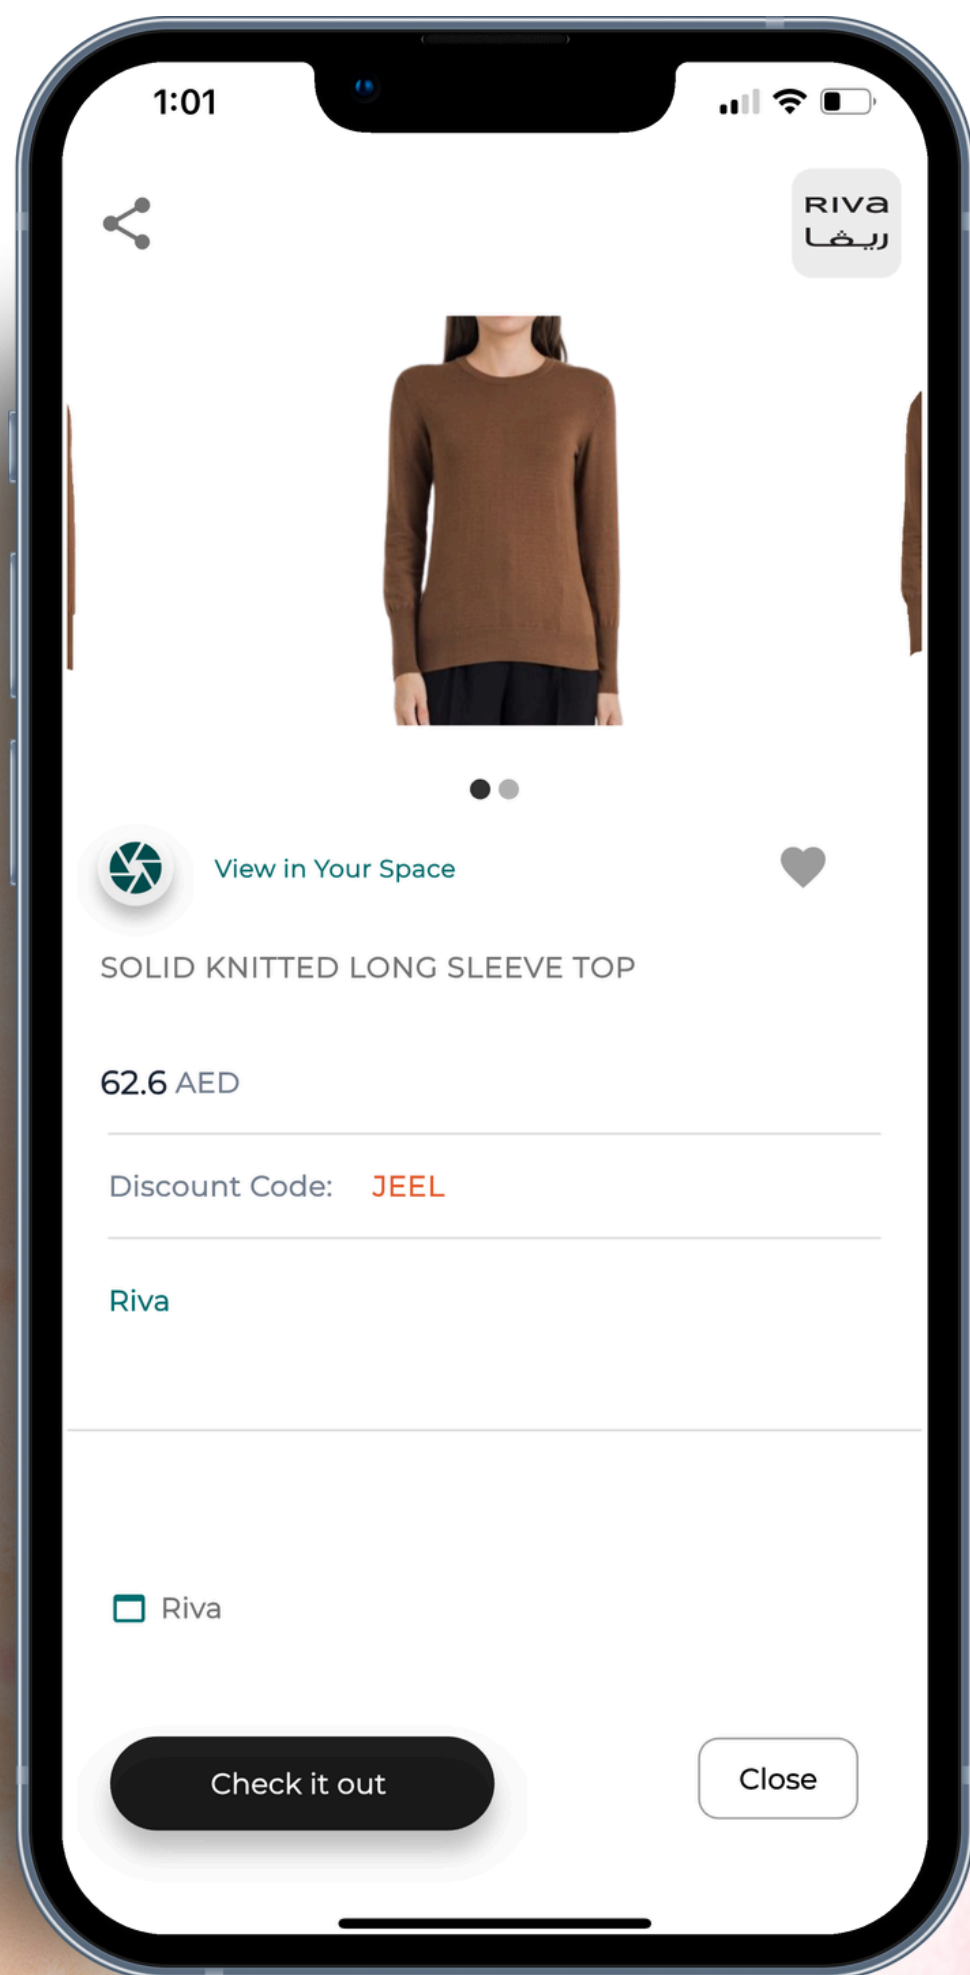 1:01
RIVa
ريڤا
View in Your Space
SOLID KNITTED LONG SLEEVE TOP
62.6 AED
Discount Code: JEEL
Riva
Riva
Check it out
Close